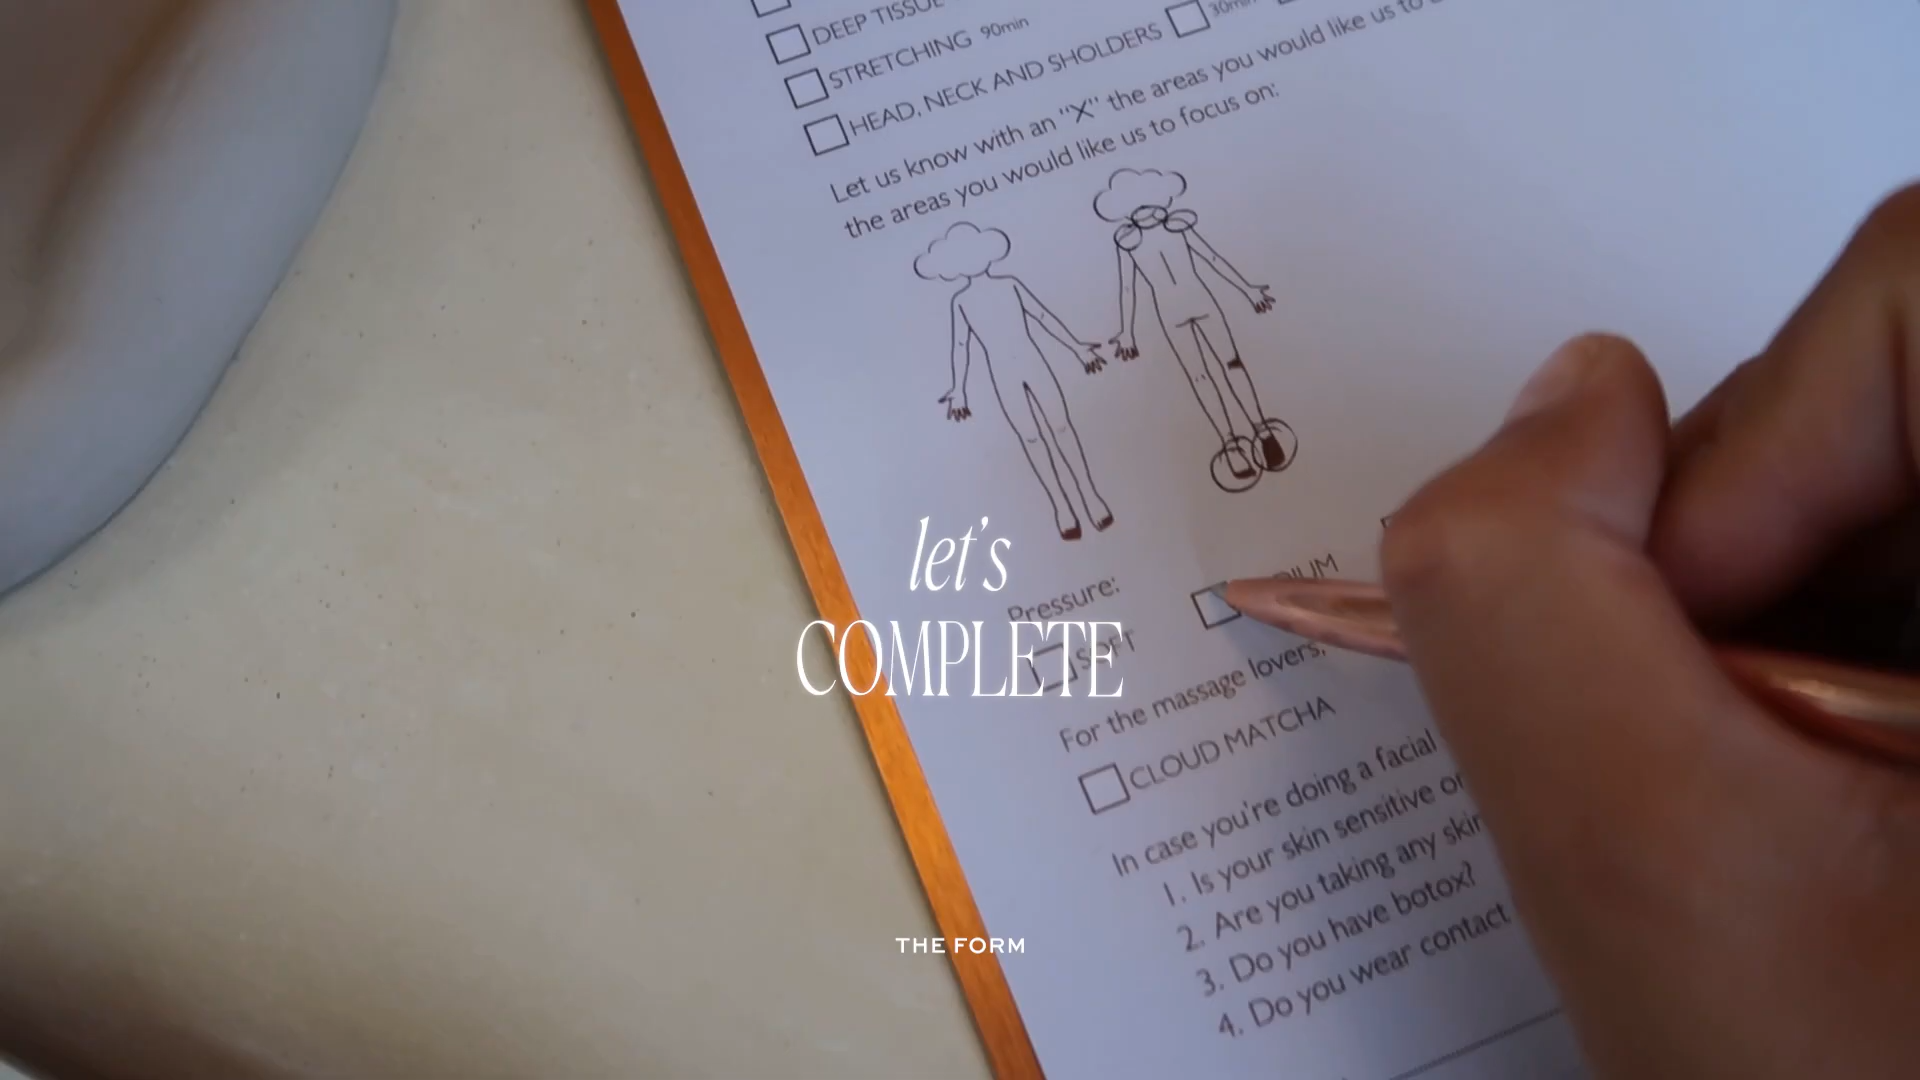 DEEP TISSUE
STRETCHING 90min
HEAD, NECK AND SHOLDERS 30min
Let us know with an "X" the areas you would like us to
the areas you would like us to focus on:
Pressure:
SOFT
let's
COMPLETE
For the massage lovers:
CLOUD MATCHA
In case you're doing a facial
1. Is your skin sensitive or
2. Are you taking any skin
3. Do you have botox?
4. Do you wear contact
THE FORM